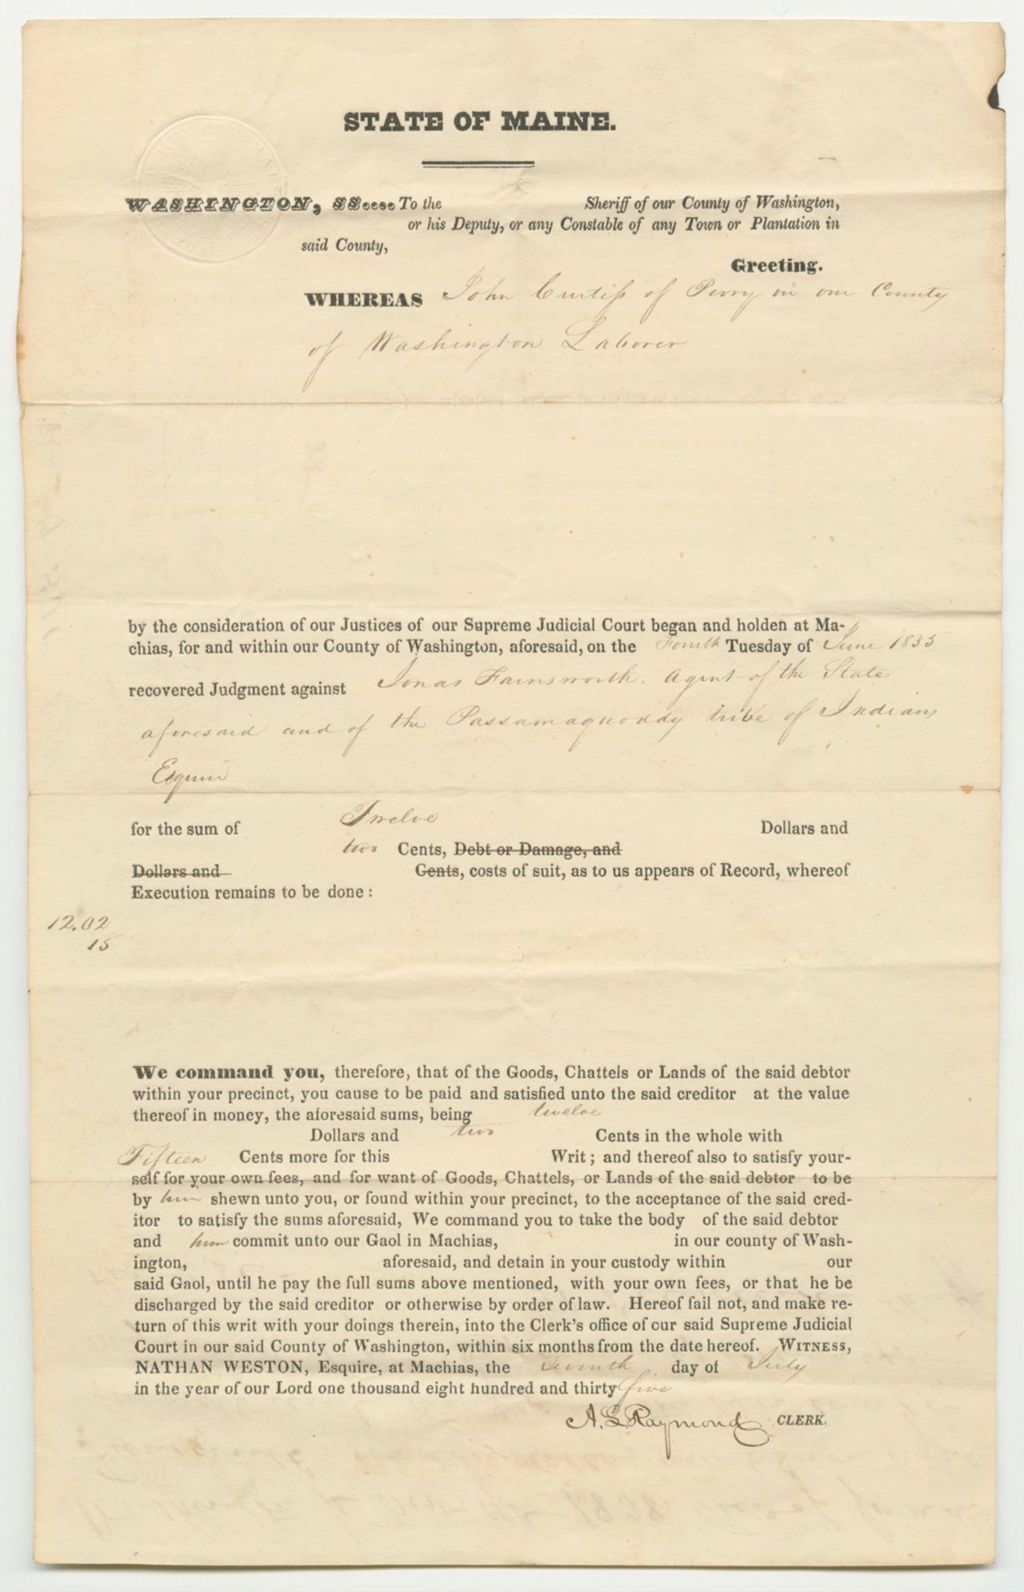 STATE OF MAINE.
WASHINGTON, SS.... To the Sheriff of our County of Washington,
or his Deputy, or any Constable of any Town or Plantation in
said County,
Greeting.
WHEREAS John Curtiss of Perry in our County
of Washington Laborer
by the consideration of our Justices of our Supreme Judicial Court began and holden at Ma-
chias, for and within our County of Washington, aforesaid, on the Fourth Tuesday of June 1835
recovered Judgment against Jonas Farnsworth. Agent of the State
aforesaid and of the Passamaquoddy tribe of Indians
Esquire
for the sum of Twelve Dollars and
two Cents, Debt or Damage, and
Dollars and Cents, costs of suit, as to us appears of Record, whereof
Execution remains to be done :
12.02
15
We command you, therefore, that of the Goods, Chattels or Lands of the said debtor
within your precinct, you cause to be paid and satisfied unto the said creditor at the value
thereof in money, the aforesaid sums, being twelve
Dollars and two Cents in the whole with
Fifteen Cents more for this Writ ; and thereof also to satisfy your-
self for your own fees, and for want of Goods, Chattels, or Lands of the said debtor to be
by him shewn unto you, or found within your precinct, to the acceptance of the said cred-
itor to satisfy the sums aforesaid, We command you to take the body of the said debtor
and him commit unto our Gaol in Machias, in our county of Wash-
ington, aforesaid, and detain in your custody within our
said Gaol, until he pay the full sums above mentioned, with your own fees, or that he be
discharged by the said creditor or otherwise by order of law. Hereof fail not, and make re-
turn of this writ with your doings therein, into the Clerk's office of our said Supreme Judicial
Court in our said County of Washington, within six months from the date hereof. WITNESS,
NATHAN WESTON, Esquire, at Machias, the Seventh day of July
in the year of our Lord one thousand eight hundred and thirty five
A. L. Raymond CLERK.